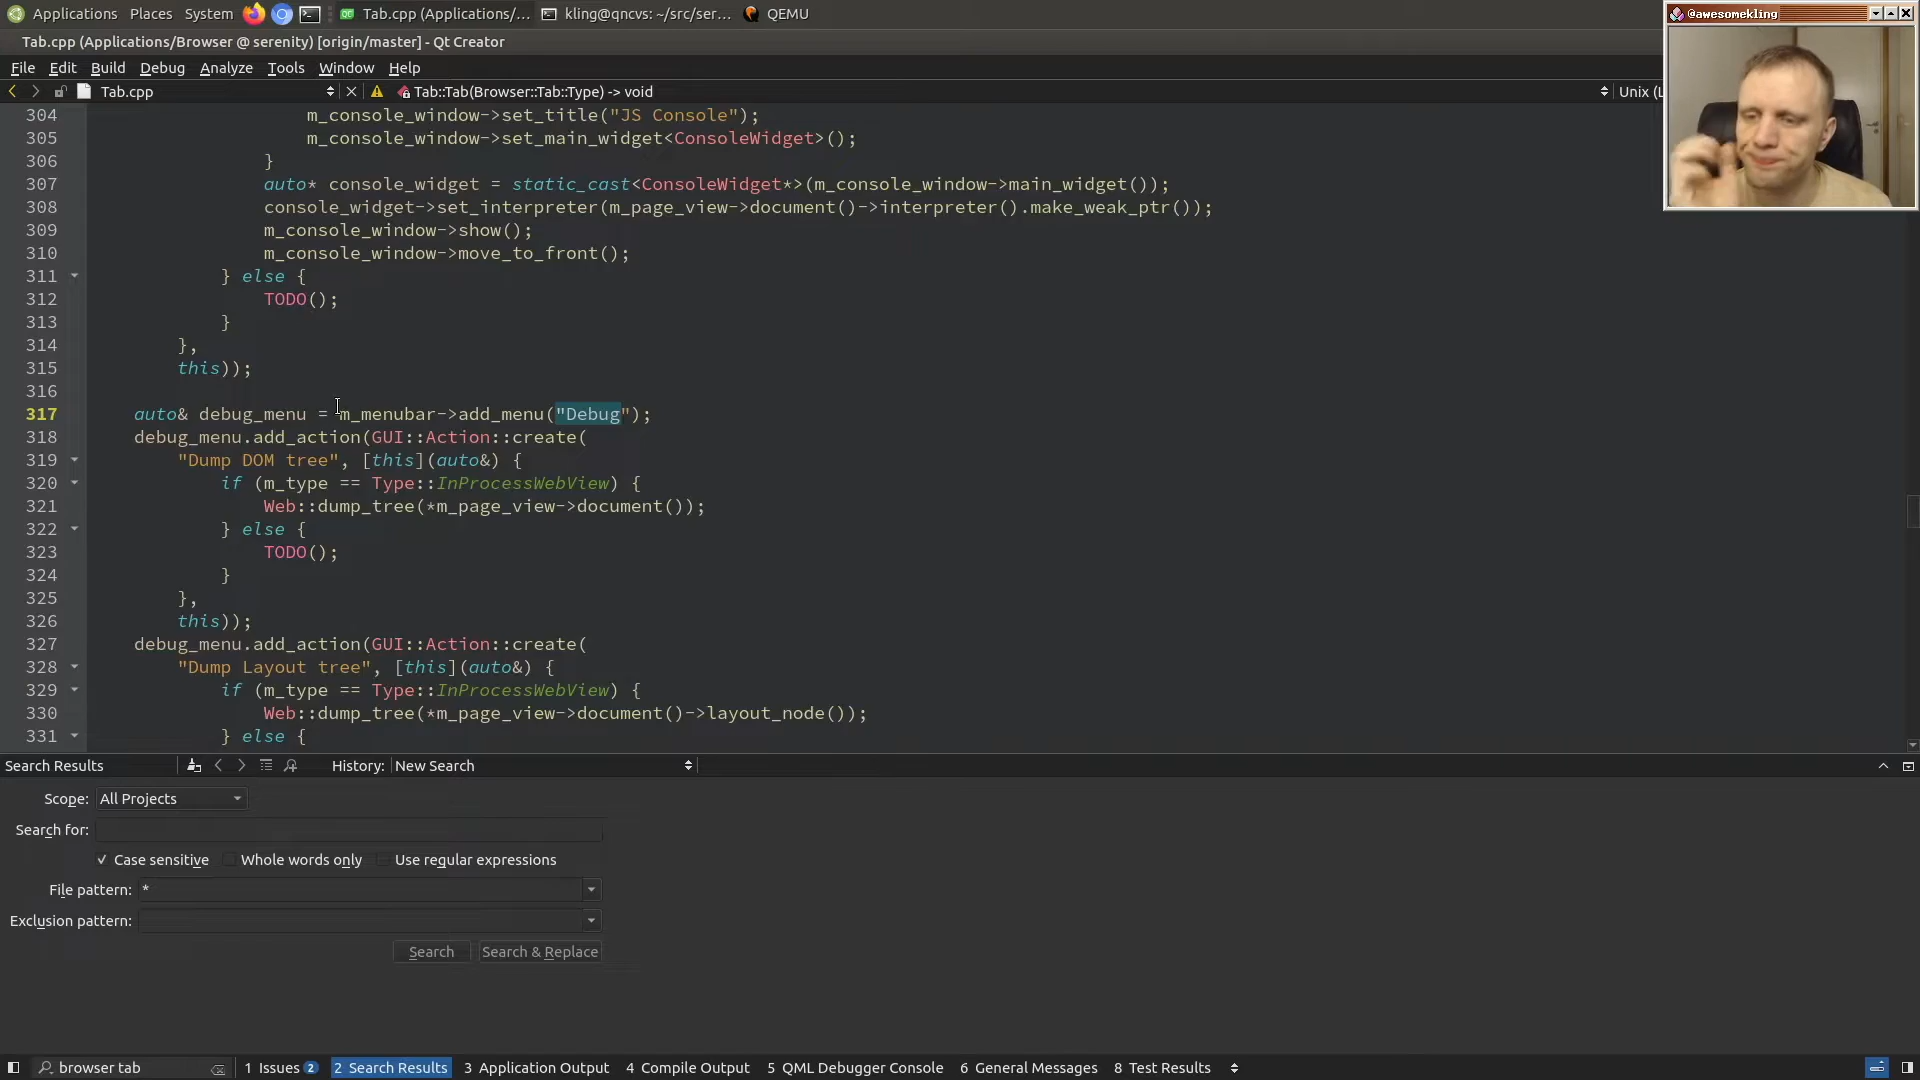 Applications Places System Tab.cpp (Applications/... kling@qncvs: ~/src/ser... QEMU
@awesomekling
Tab.cpp (Applications/Browser @ serenity) [origin/master] - Qt Creator
File Edit Build Debug Analyze Tools Window Help
Tab.cpp Tab::Tab(Browser::Tab::Type) -> void Unix (L
304 m_console_window->set_title("JS Console");
305 m_console_window->set_main_widget<ConsoleWidget>();
306 }
307 auto* console_widget = static_cast<ConsoleWidget*>(m_console_window->main_widget());
308 console_widget->set_interpreter(m_page_view->document()->interpreter().make_weak_ptr());
309 m_console_window->show();
310 m_console_window->move_to_front();
311 } else {
312 TODO();
313 }
314 },
315 this));
316
317 auto& debug_menu = m_menubar->add_menu("Debug");
318 debug_menu.add_action(GUI::Action::create(
319 "Dump DOM tree", [this](auto&) {
320 if (m_type == Type::InProcessWebView) {
321 Web::dump_tree(*m_page_view->document());
322 } else {
323 TODO();
324 }
325 },
326 this));
327 debug_menu.add_action(GUI::Action::create(
328 "Dump Layout tree", [this](auto&) {
329 if (m_type == Type::InProcessWebView) {
330 Web::dump_tree(*m_page_view->document()->layout_node());
331 } else {
Search Results History: New Search
Scope: All Projects
Search for:
Case sensitive Whole words only Use regular expressions
File pattern: *
Exclusion pattern:
Search Search & Replace
browser tab 1 Issues 2 2 Search Results 3 Application Output 4 Compile Output 5 QML Debugger Console 6 General Messages 8 Test Results